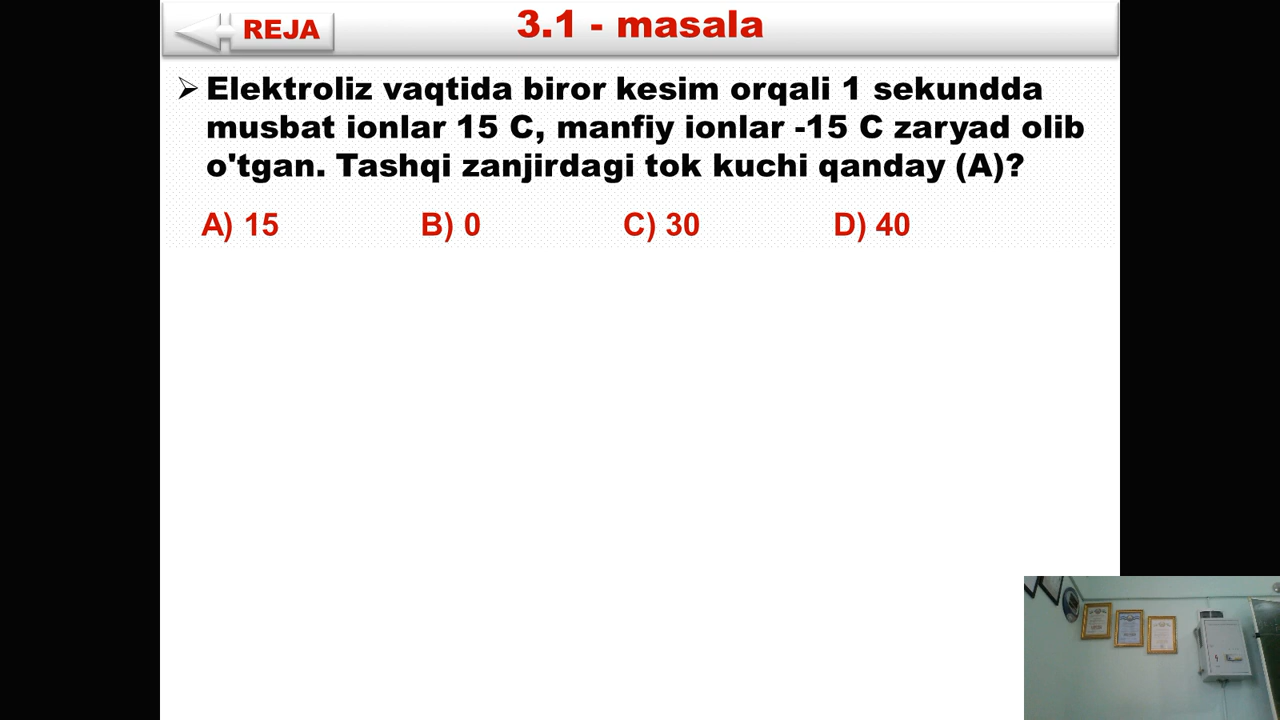 REJA
3.1 - masala
Elektroliz vaqtida biror kesim orqali 1 sekundda
musbat ionlar 15 C, manfiy ionlar -15 C zaryad olib
o'tgan. Tashqi zanjirdagi tok kuchi qanday (A)?
A) 15 B) 0 C) 30 D) 40